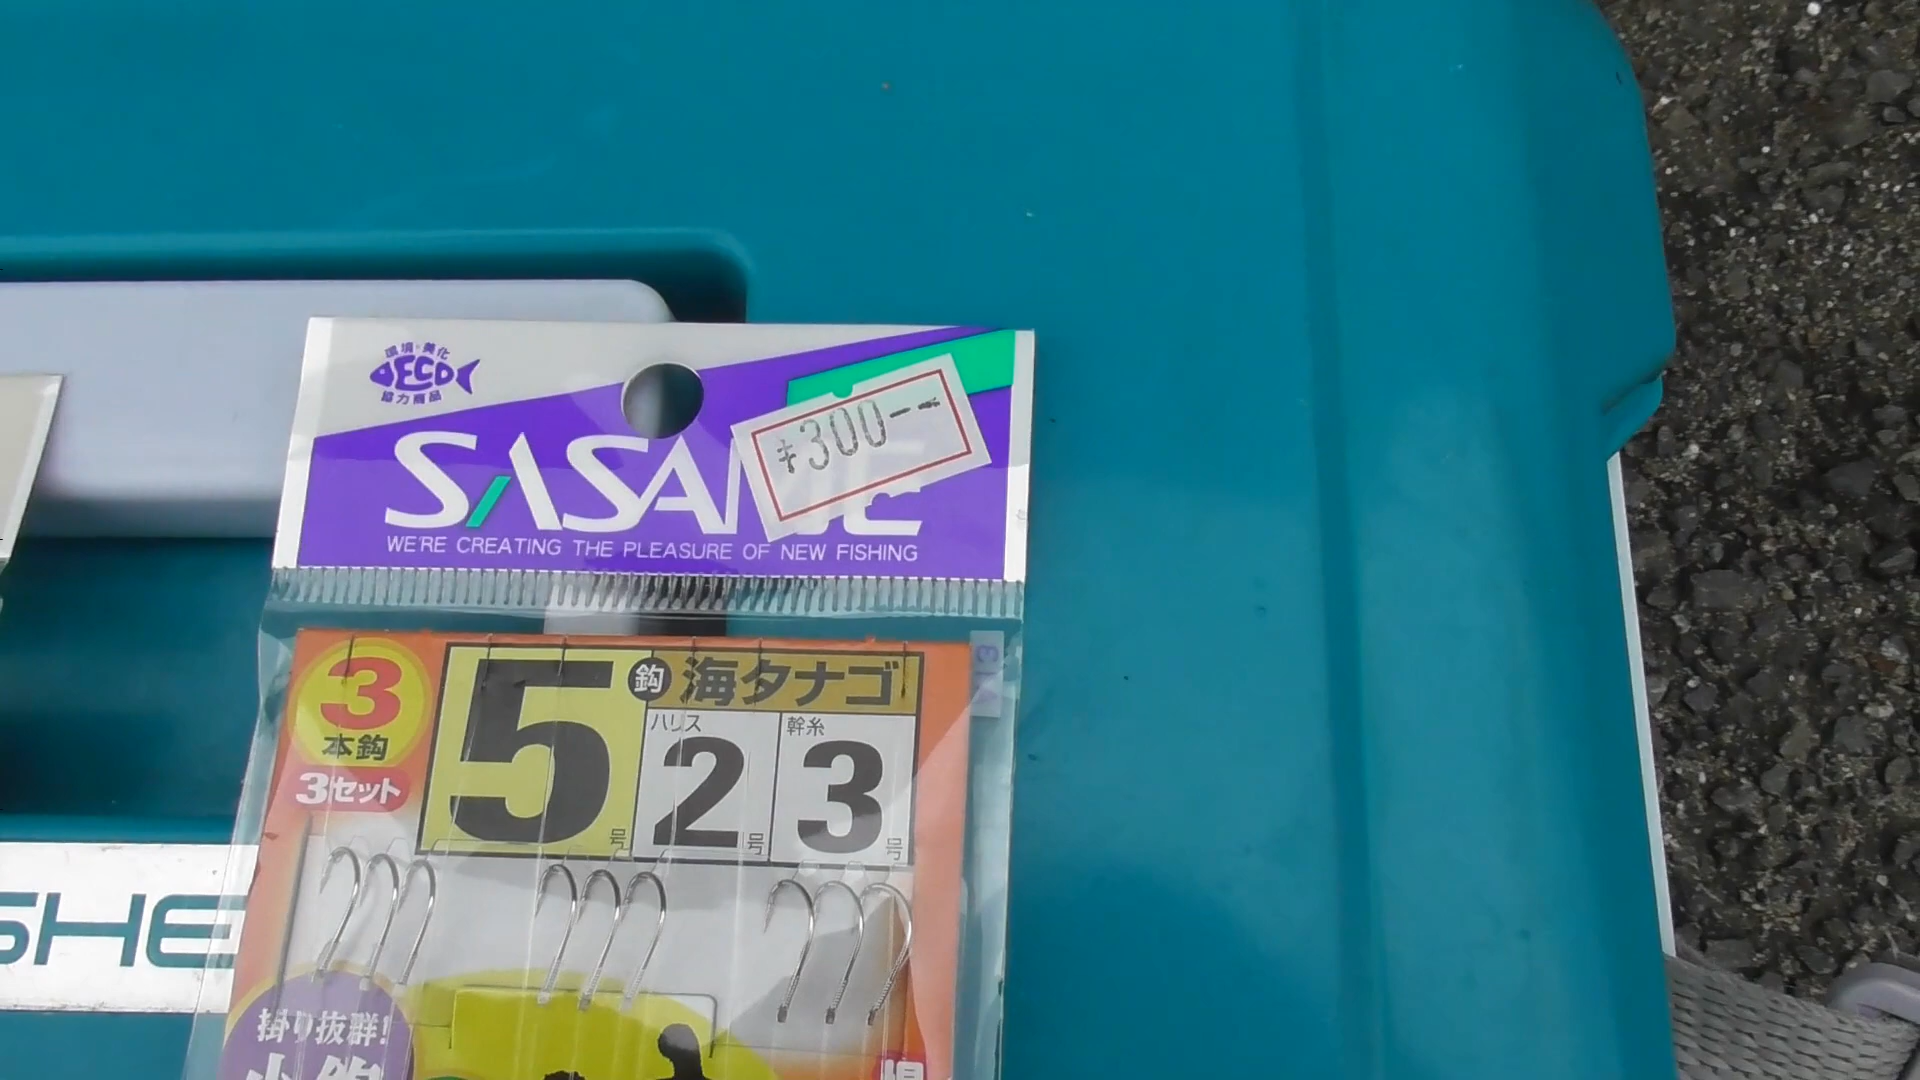 環境・美化
ECO
協力商品
¥300--
SASAME
WE'RE CREATING THE PLEASURE OF NEW FISHING
3
本鈎
3セット
5号
鈎 海タナゴ
ハリス
2号
幹糸
3号
SHE
掛り抜群!
小鈎